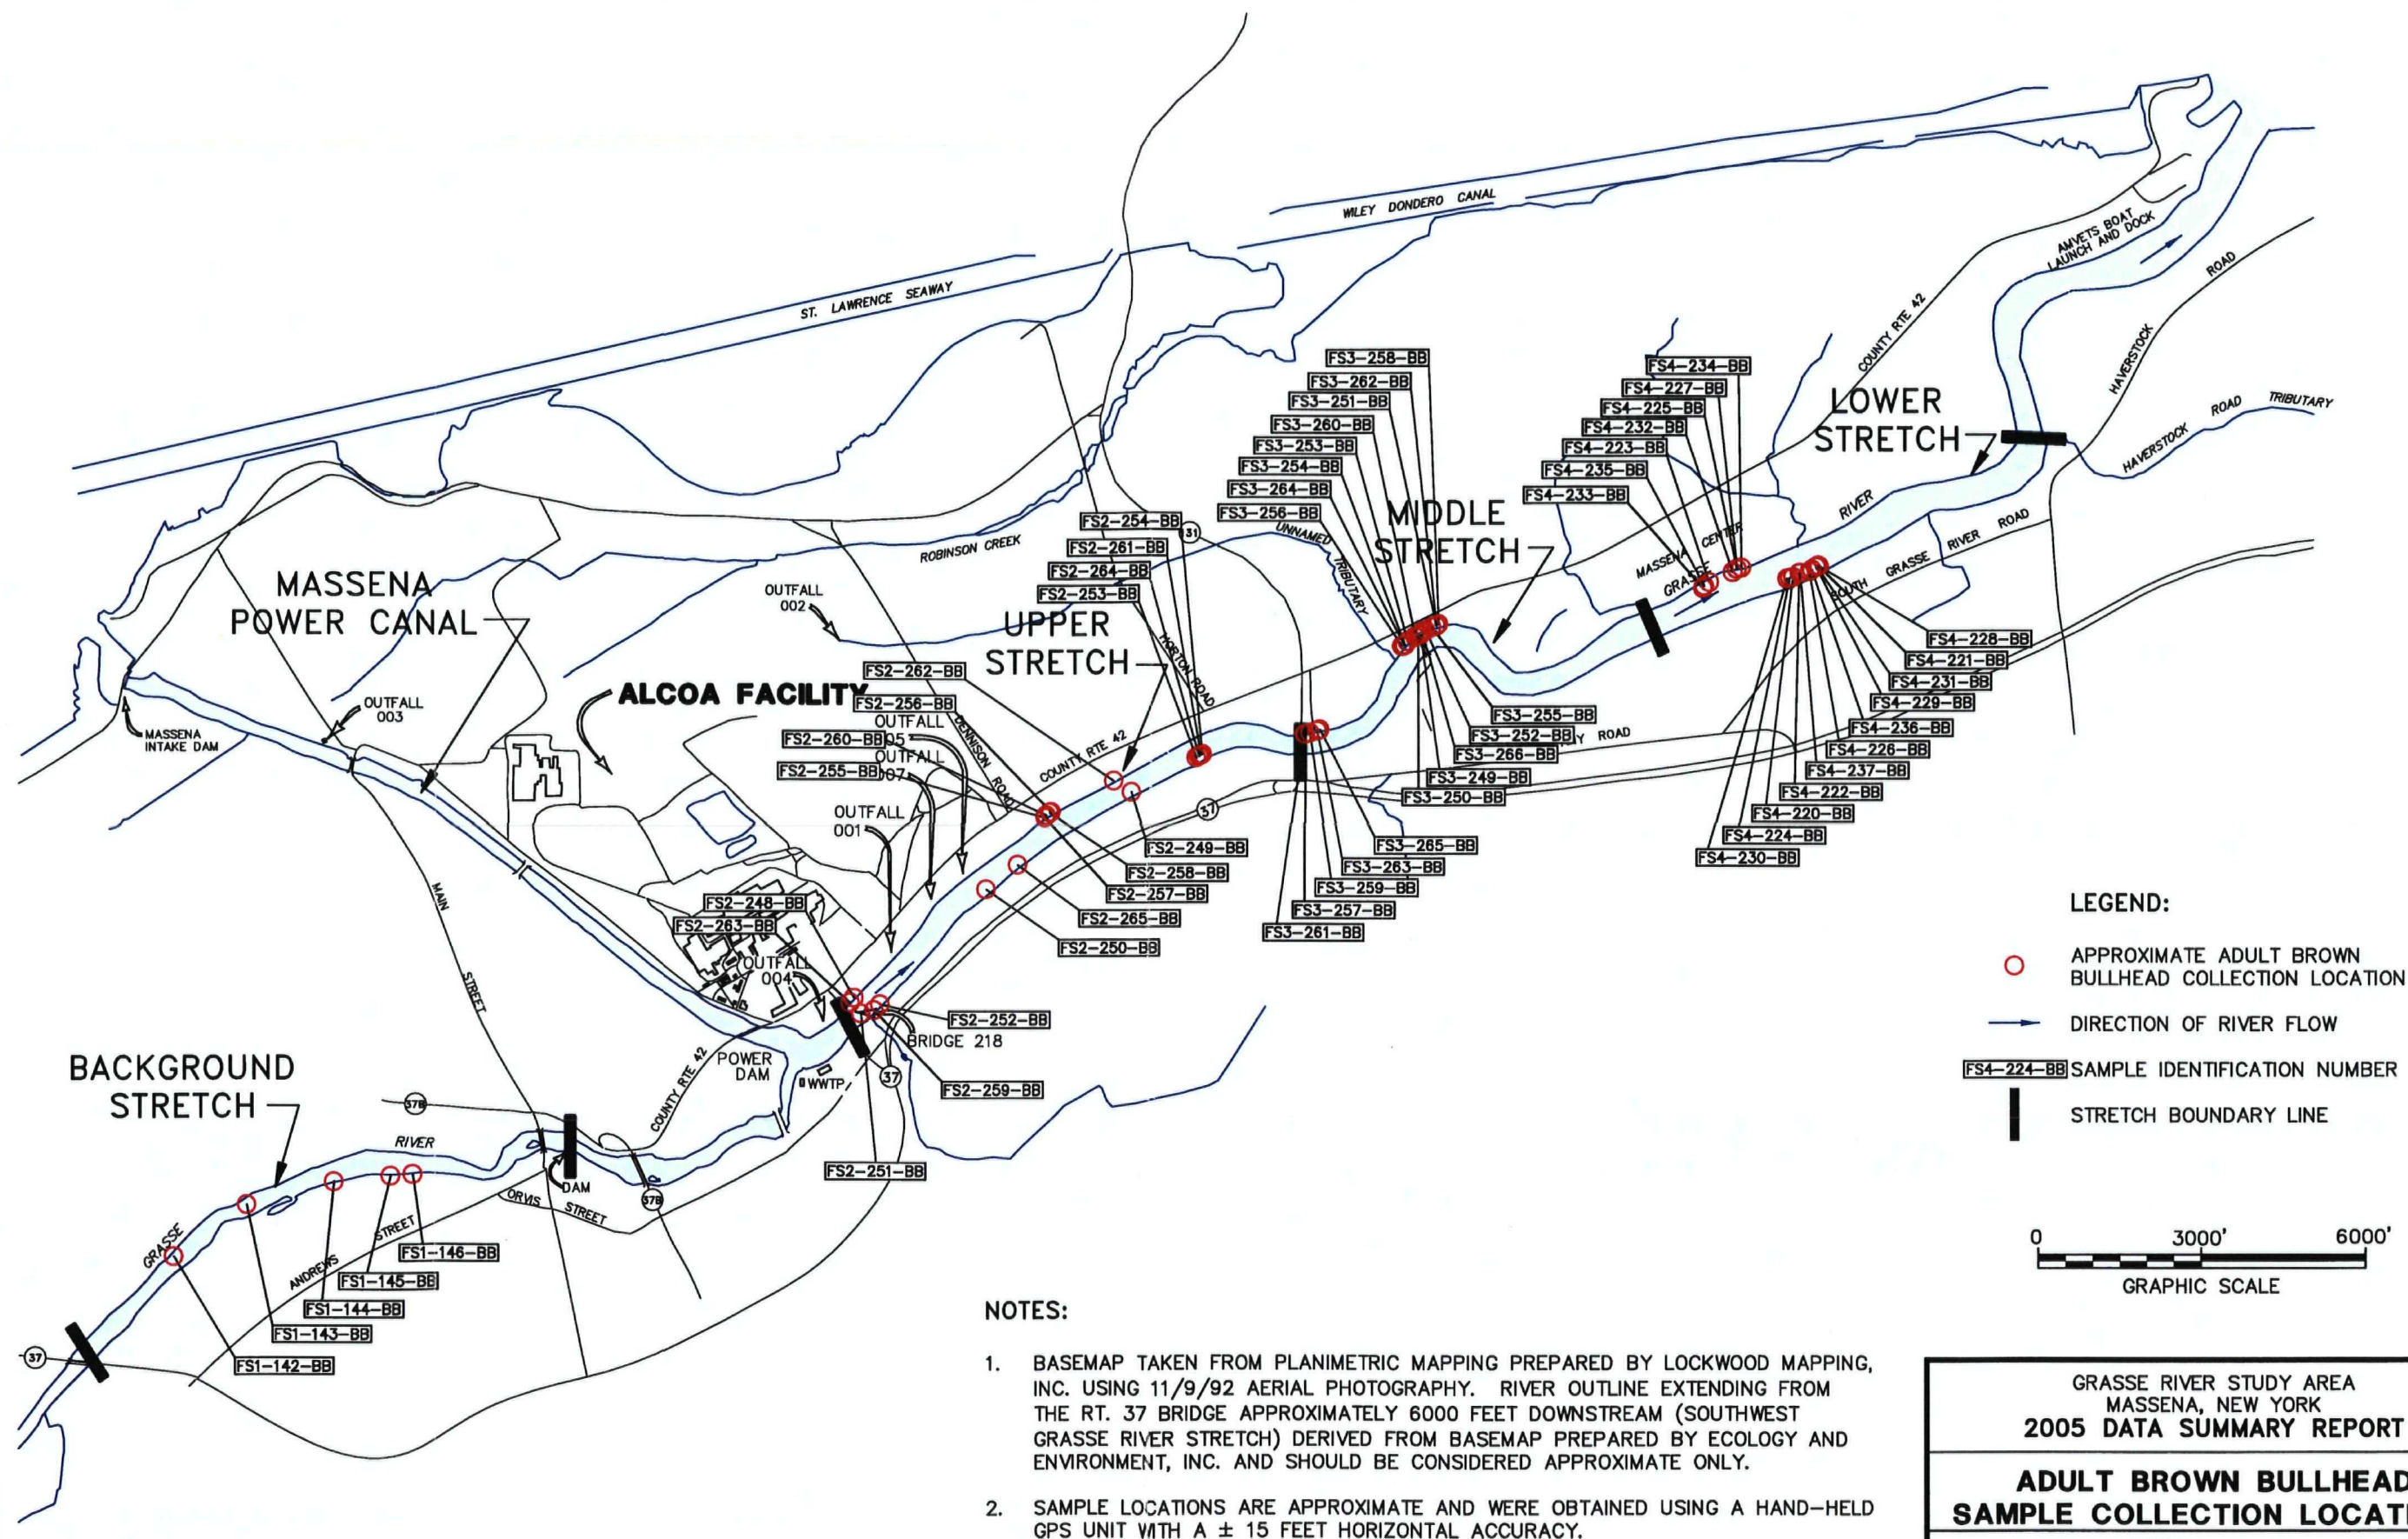 WILEY DONDERO CANAL
ST. LAWRENCE SEAWAY
AMVETS BOAT
LAUNCH AND DOCK
ROAD
HAVERSTOCK
COUNTY RTE 42
HAVERSTOCK ROAD TRIBUTARY
LOWER
STRETCH
FS3-258-BB
FS3-262-BB
FS3-251-BB
FS3-260-BB
FS3-253-BB
FS3-254-BB
FS3-264-BB
FS3-256-BB
FS4-234-BB
FS4-227-BB
FS4-225-BB
FS4-232-BB
FS4-223-BB
FS4-235-BB
FS4-233-BB
MIDDLE
STRETCH
UNNAMED
TRIBUTARY
MASSENA CENTER
GRASSE
RIVER
SOUTH GRASSE RIVER ROAD
131
ROBINSON CREEK
FS2-254-BB
FS2-261-BB
FS2-264-BB
FS2-253-BB
MASSENA
POWER CANAL
OUTFALL
002
UPPER
STRETCH
HORTON ROAD
ALCOA FACILITY
FS2-262-BB
FS2-256-BB
OUTFALL
05
FS2-260-BB
OUTFALL
07
FS2-255-BB
OUTFALL
001
DENNISON ROAD
COUNTY RTE 42
OUTFALL
003
MASSENA
INTAKE DAM
FS4-228-BB
FS4-221-BB
FS4-231-BB
FS4-229-BB
FS4-236-BB
FS4-226-BB
FS4-237-BB
FS4-222-BB
FS4-220-BB
FS4-224-BB
FS4-230-BB
FS3-255-BB
FS3-252-BB
Y ROAD
FS3-266-BB
FS3-249-BB
FS3-250-BB
37
FS3-265-BB
FS3-263-BB
FS3-259-BB
FS3-257-BB
FS3-261-BB
FS2-249-BB
FS2-258-BB
FS2-257-BB
FS2-265-BB
FS2-250-BB
FS2-248-BB
FS2-263-BB
OUTFALL
004
MAIN
STREET
FS2-252-BB
BRIDGE 218
FS2-259-BB
37
POWER
DAM
WWTP
COUNTY RTE 42
FS2-251-BB
BACKGROUND
STRETCH
37B
RIVER
DAM
37B
ORVIS STREET
GRASSE
ANDREWS STREET
FS1-146-BB
FS1-145-BB
FS1-144-BB
FS1-143-BB
FS1-142-BB
37
LEGEND:
APPROXIMATE ADULT BROWN
BULLHEAD COLLECTION LOCATION
DIRECTION OF RIVER FLOW
FS4-224-BB SAMPLE IDENTIFICATION NUMBER
STRETCH BOUNDARY LINE
0 3000' 6000'
GRAPHIC SCALE
NOTES:
1. BASEMAP TAKEN FROM PLANIMETRIC MAPPING PREPARED BY LOCKWOOD MAPPING,
INC. USING 11/9/92 AERIAL PHOTOGRAPHY. RIVER OUTLINE EXTENDING FROM
THE RT. 37 BRIDGE APPROXIMATELY 6000 FEET DOWNSTREAM (SOUTHWEST
GRASSE RIVER STRETCH) DERIVED FROM BASEMAP PREPARED BY ECOLOGY AND
ENVIRONMENT, INC. AND SHOULD BE CONSIDERED APPROXIMATE ONLY.
2. SAMPLE LOCATIONS ARE APPROXIMATE AND WERE OBTAINED USING A HAND-HELD
GPS UNIT WITH A ± 15 FEET HORIZONTAL ACCURACY.
GRASSE RIVER STUDY AREA
MASSENA, NEW YORK
2005 DATA SUMMARY REPORT
ADULT BROWN BULLHEAD
SAMPLE COLLECTION LOCATI